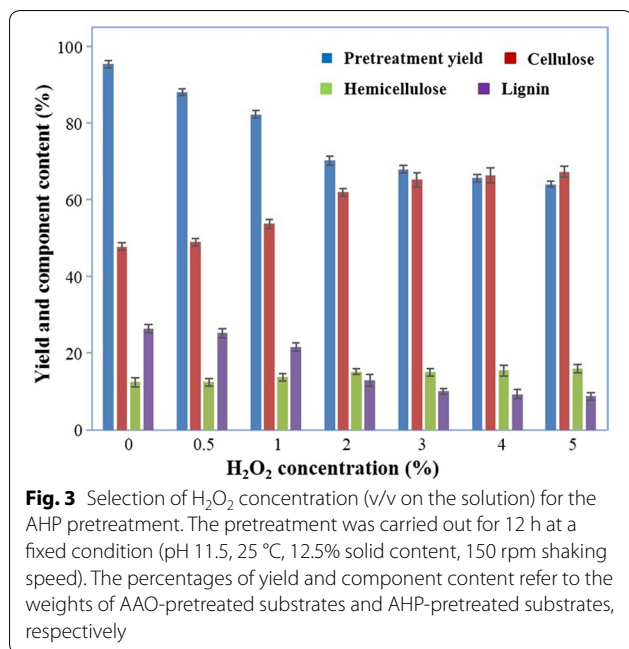 100
80
60
40
20
0
Yield and component content (%)
Pretreatment yield
Cellulose
Hemicellulose
Lignin
0 0.5 1 2 3 4 5
H₂O₂ concentration (%)
Fig. 3 Selection of H₂O₂ concentration (v/v on the solution) for the
AHP pretreatment. The pretreatment was carried out for 12 h at a
fixed condition (pH 11.5, 25 °C, 12.5% solid content, 150 rpm shaking
speed). The percentages of yield and component content refer to the
weights of AAO-pretreated substrates and AHP-pretreated substrates,
respectively